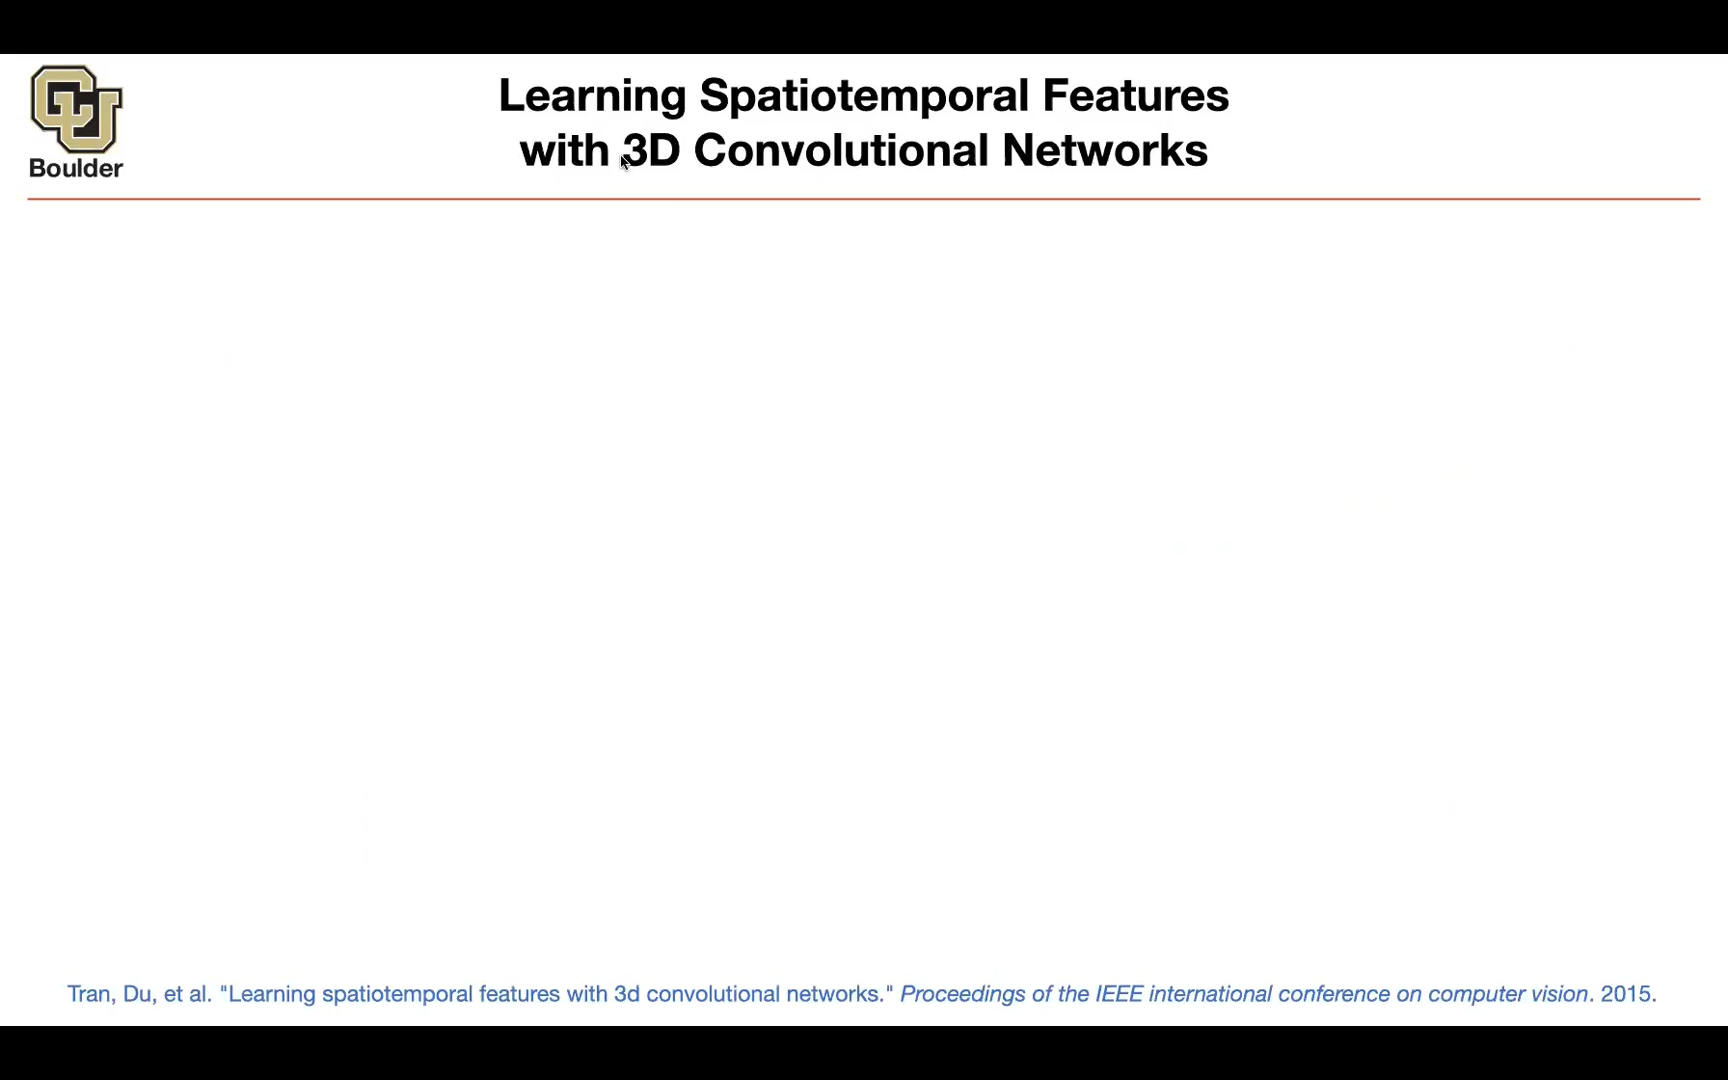 Learning Spatiotemporal Features
with 3D Convolutional Networks
CU
Boulder
Tran, Du, et al. "Learning spatiotemporal features with 3d convolutional networks." Proceedings of the IEEE international conference on computer vision. 2015.